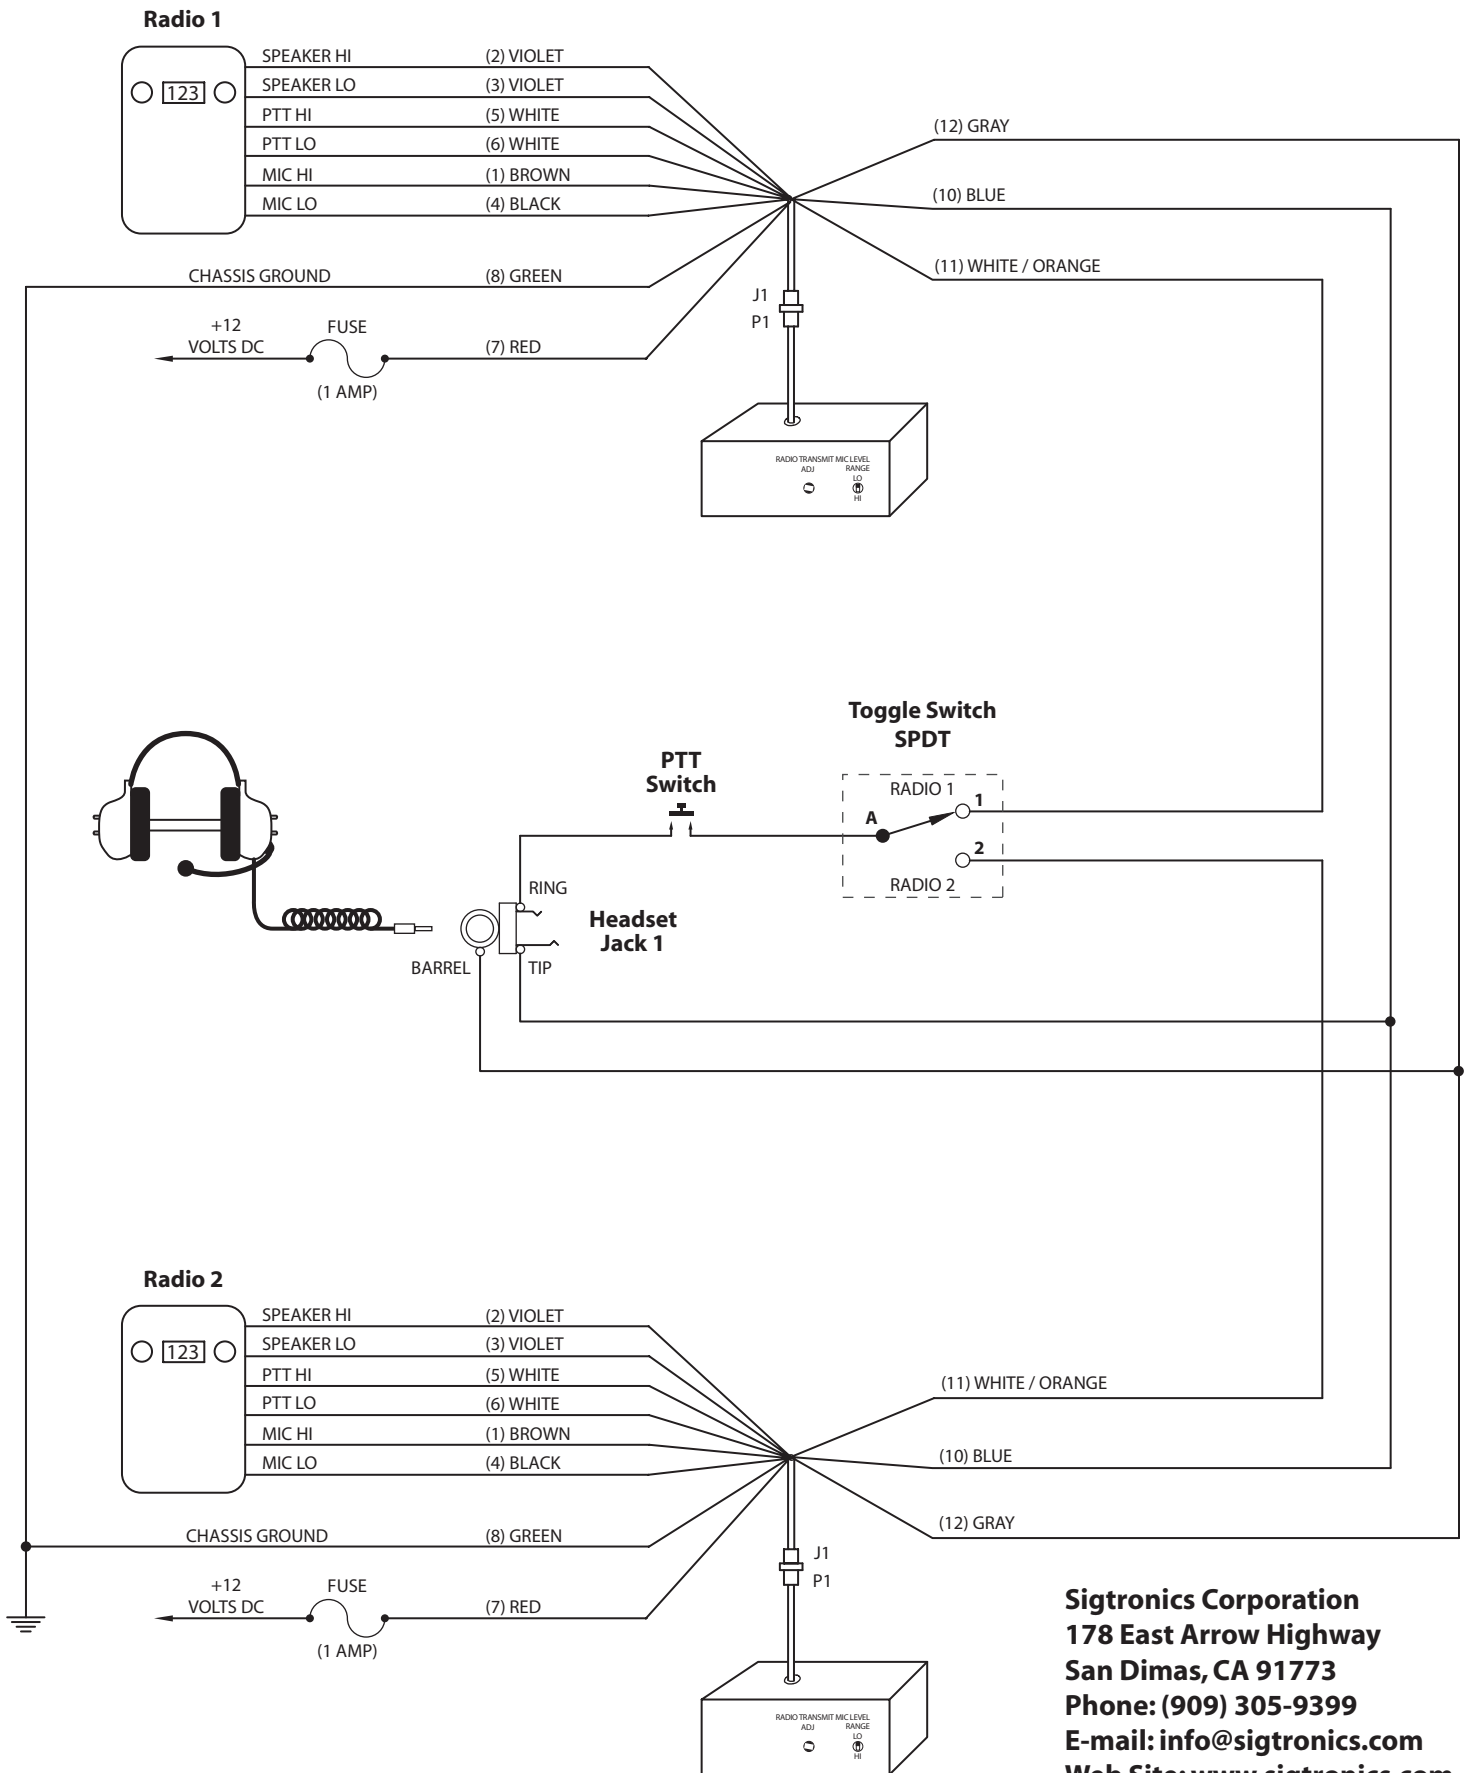 Radio 1
SPEAKER HI (2) VIOLET
SPEAKER LO (3) VIOLET
PTT HI (5) WHITE
PTT LO (6) WHITE
MIC HI (1) BROWN
MIC LO (4) BLACK
123
(12) GRAY
(10) BLUE
(11) WHITE / ORANGE
CHASSIS GROUND (8) GREEN
+12
VOLTS DC
FUSE
(1 AMP)
(7) RED
J1
P1
RADIO TRANSMIT MIC LEVEL
ADJ RANGE
LO
HI
Toggle Switch
SPDT
PTT
Switch
RADIO 1
A
1
2
RADIO 2
RING
Headset
Jack 1
BARREL
TIP
Radio 2
SPEAKER HI (2) VIOLET
SPEAKER LO (3) VIOLET
PTT HI (5) WHITE
PTT LO (6) WHITE
MIC HI (1) BROWN
MIC LO (4) BLACK
123
(11) WHITE / ORANGE
(10) BLUE
(12) GRAY
CHASSIS GROUND (8) GREEN
+12
VOLTS DC
FUSE
(1 AMP)
(7) RED
J1
P1
RADIO TRANSMIT MIC LEVEL
ADJ RANGE
LO
HI
Sigtronics Corporation
178 East Arrow Highway
San Dimas, CA 91773
Phone: (909) 305-9399
E-mail: info@sigtronics.com
Web Site: www.sigtronics.com